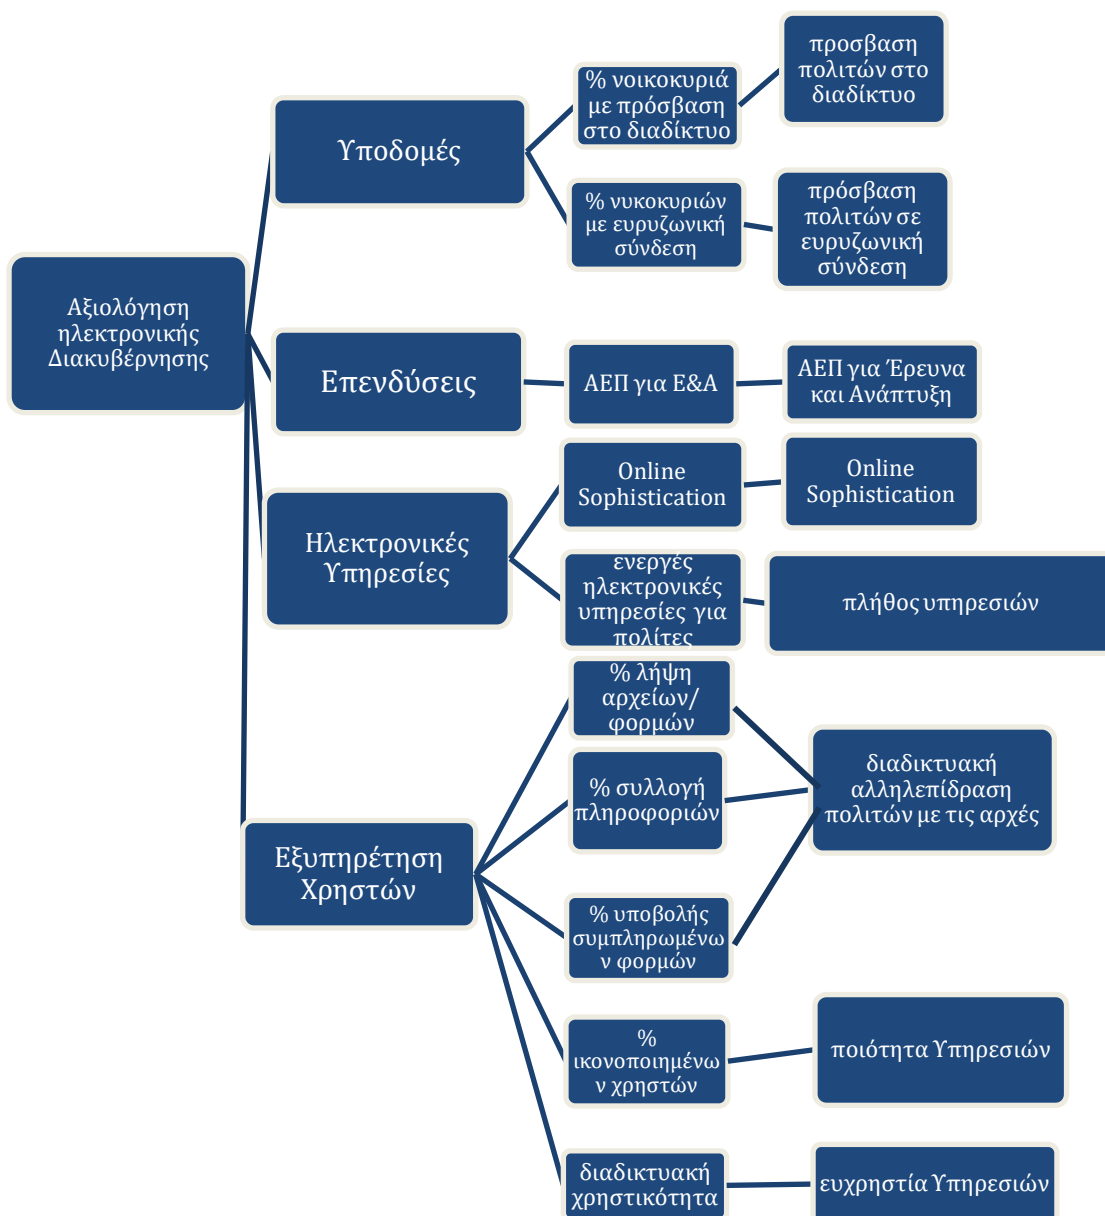 Αξιολόγηση
ηλεκτρονικής
Διακυβέρνησης
Υποδομές
% νοικοκυριά
με πρόσβαση
στο διαδίκτυο
προσβαση
πολιτών στο
διαδίκτυο
% νυκοκυριών
με ευρυζωνική
σύνδεση
πρόσβαση
πολιτών σε
ευρυζωνική
σύνδεση
Επενδύσεις
ΑΕΠ για Ε&Α
ΑΕΠ για Έρευνα
και Ανάπτυξη
Ηλεκτρονικές
Υπηρεσίες
Online
Sophistication
Online
Sophistication
ενεργές
ηλεκτρονικές
υπηρεσίες για
πολίτες
πλήθος υπηρεσιών
Εξυπηρέτηση
Χρηστών
% λήψη
αρχείων/
φορμών
% συλλογή
πληροφοριών
% υποβολής
συμπληρωμένω
ν φορμών
διαδικτυακή
αλληλεπίδραση
πολιτών με τις αρχές
%
ικονοποιημένω
ν χρηστών
ποιότητα Υπηρεσιών
διαδικτυακή
χρηστικότητα
ευχρηστία Υπηρεσιών